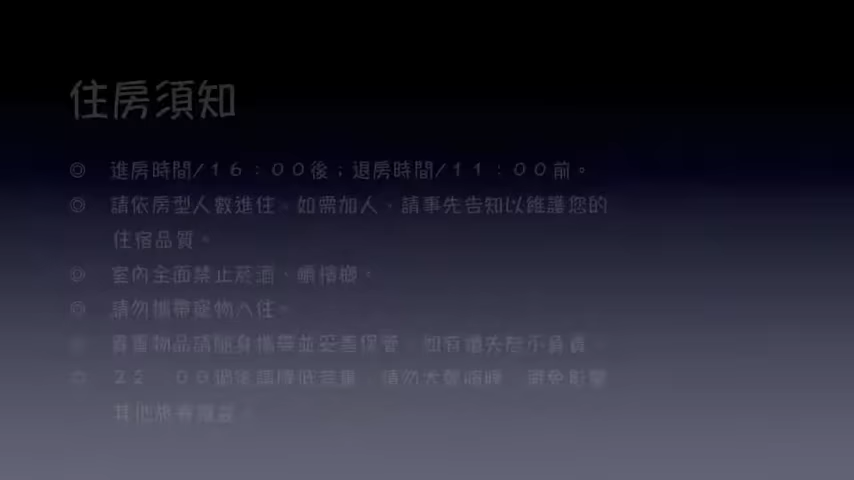 住房須知
◎ 進房時間/16:00後;退房時間/11:00前。
◎ 請依房型人數進住。如需加人、請事先告知以維護您的
住宿品質。
◎ 室內全面禁止菸酒、嚼檳榔。
◎ 請勿攜帶寵物入住。
貴重物品請隨身攜帶並妥善保管、如有遺失恕不負責。
22:00過後請降低音量、請勿大聲喧嘩、避免影響
其他旅客